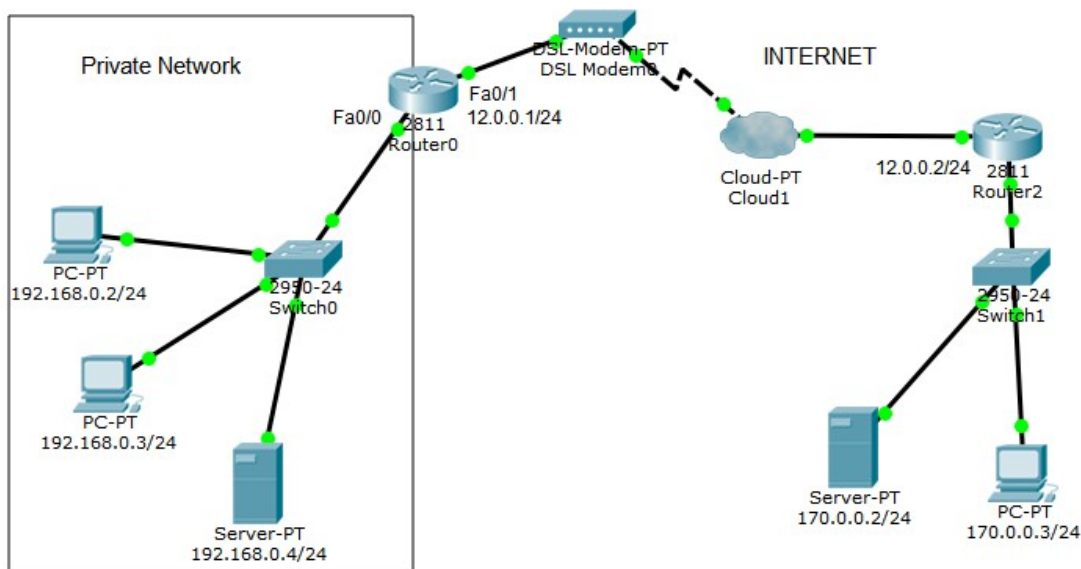 Private Network
DSL-Modem-PT
DSL Modem0
INTERNET
Fa0/1
12.0.0.1/24
Fa0/0
2811
Router0
Cloud-PT
Cloud1
12.0.0.2/24
2811
Router2
PC-PT
192.168.0.2/24
2950-24
Switch0
2950-24
Switch1
PC-PT
192.168.0.3/24
Server-PT
192.168.0.4/24
Server-PT
170.0.0.2/24
PC-PT
170.0.0.3/24